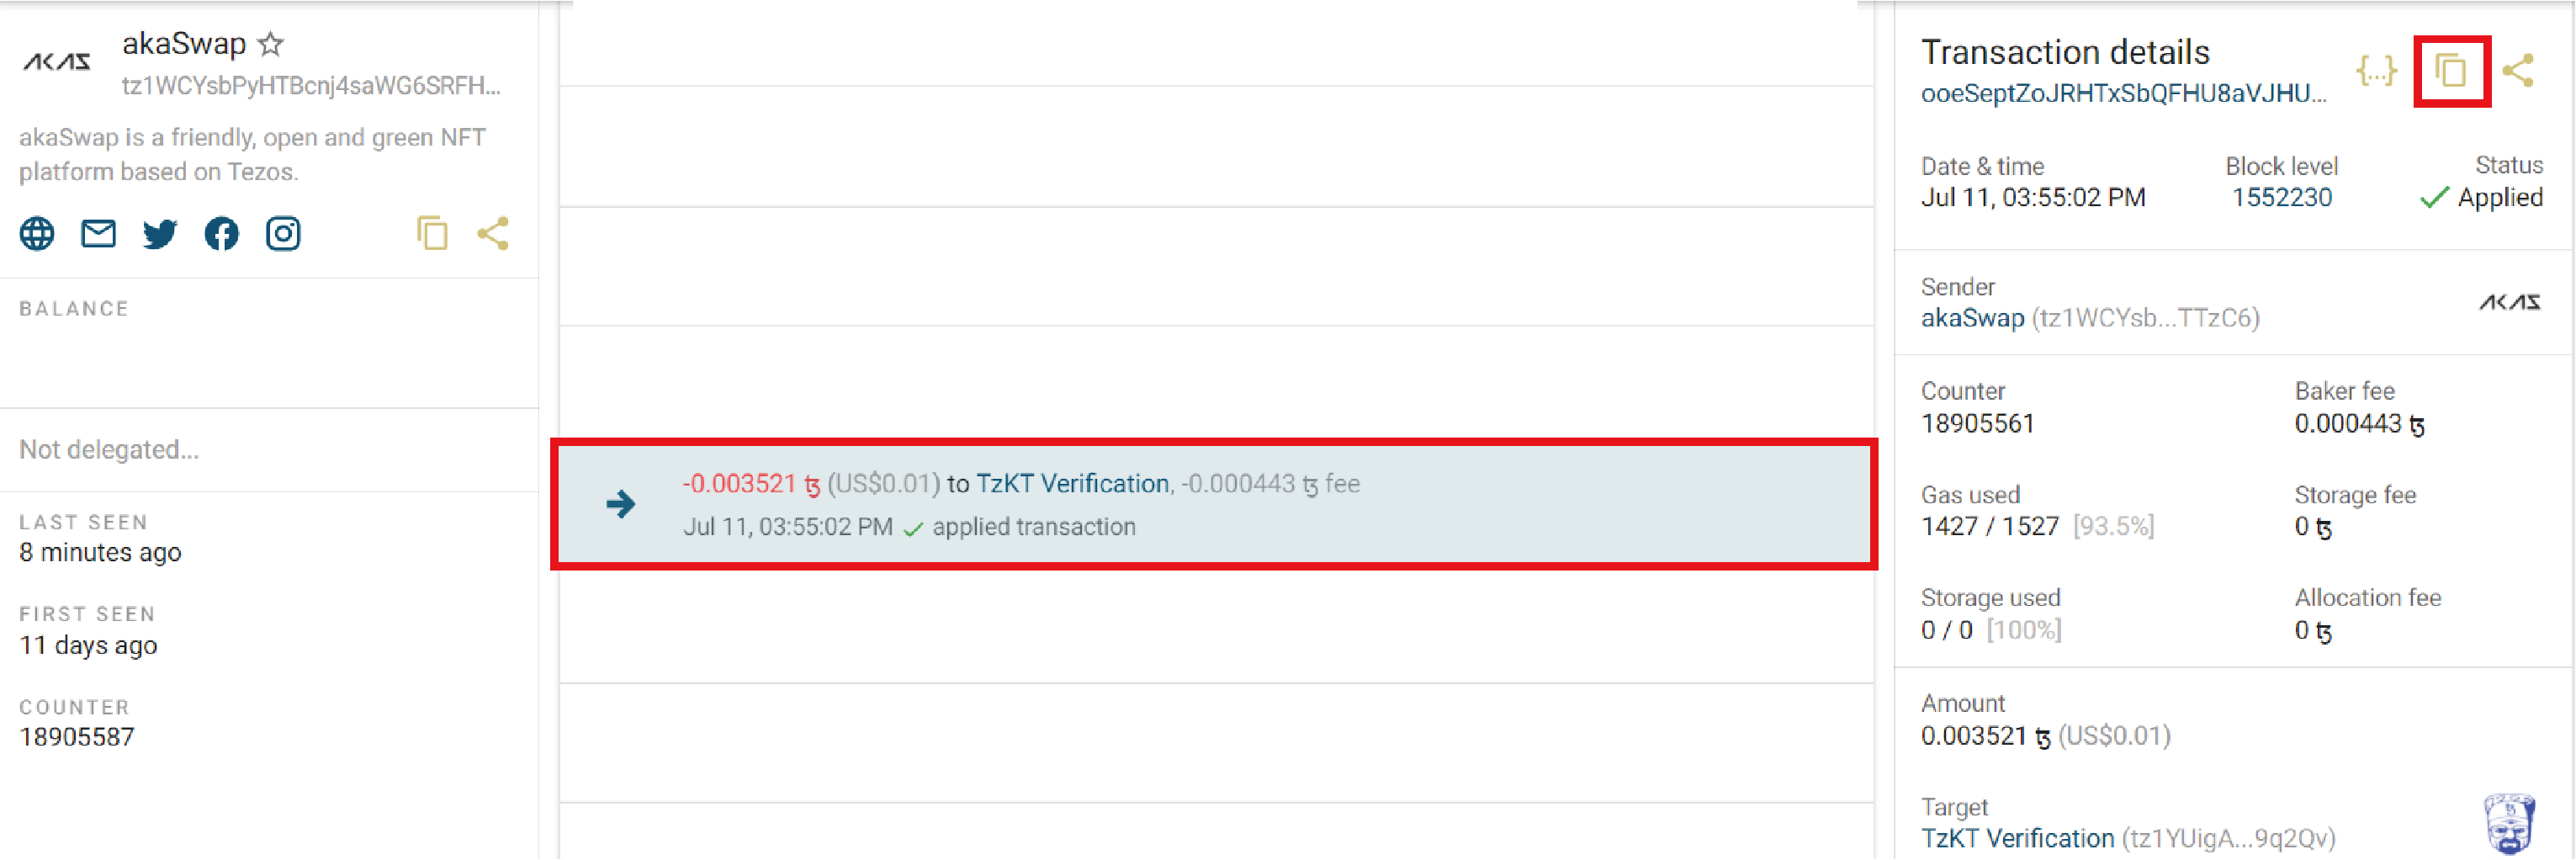 AKAS
akaSwap
tz1WCYsbPyHTBcnj4saWG6SRFH...
akaSwap is a friendly, open and green NFT
platform based on Tezos.
BALANCE
Not delegated...
LAST SEEN
8 minutes ago
FIRST SEEN
11 days ago
COUNTER
18905587
-0.003521 ꜩ (US$0.01) to TzKT Verification, -0.000443 ꜩ fee
Jul 11, 03:55:02 PM ✓ applied transaction
Transaction details
{...}
ooeSeptZoJRHTxSbQFHU8aVJHU...
Date & time
Jul 11, 03:55:02 PM
Block level
1552230
Status
✓ Applied
Sender
akaSwap (tz1WCYsb...TTzC6)
AKAS
Counter
18905561
Baker fee
0.000443 ꜩ
Gas used
1427 / 1527 [93.5%]
Storage fee
0 ꜩ
Storage used
0 / 0 [100%]
Allocation fee
0 ꜩ
Amount
0.003521 ꜩ (US$0.01)
Target
TzKT Verification (tz1YUigA...9q2Qv)